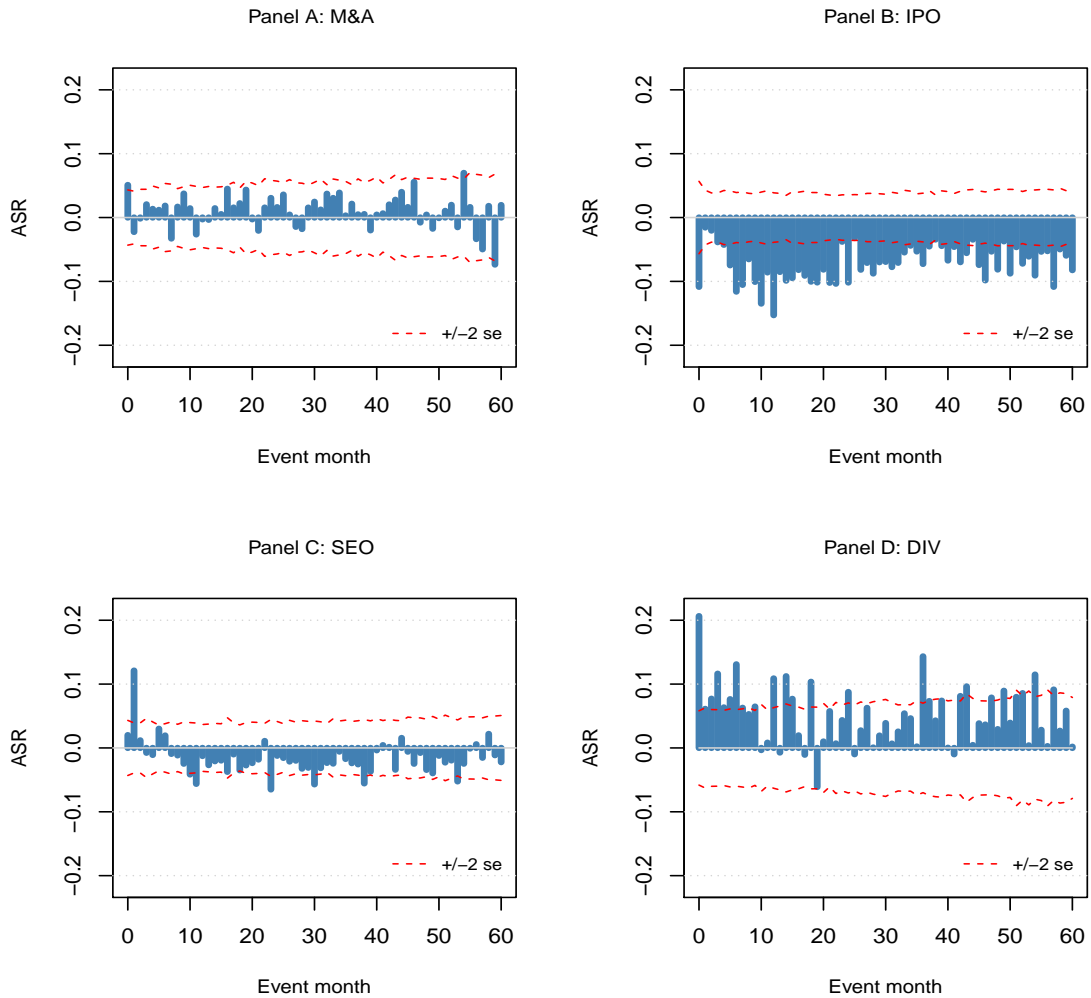 Panel A: M&A
ASR
0.2
0.1
0.0
−0.1
−0.2
+/−2 se
0 10 20 30 40 50 60
Event month
Panel B: IPO
ASR
0.2
0.1
0.0
−0.1
−0.2
+/−2 se
0 10 20 30 40 50 60
Event month
Panel C: SEO
ASR
0.2
0.1
0.0
−0.1
−0.2
+/−2 se
0 10 20 30 40 50 60
Event month
Panel D: DIV
ASR
0.2
0.1
0.0
−0.1
−0.2
+/−2 se
0 10 20 30 40 50 60
Event month